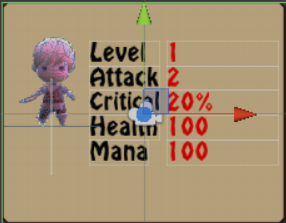 Level 1
Attack 2
Critical 20%
Health 100
Mana 100